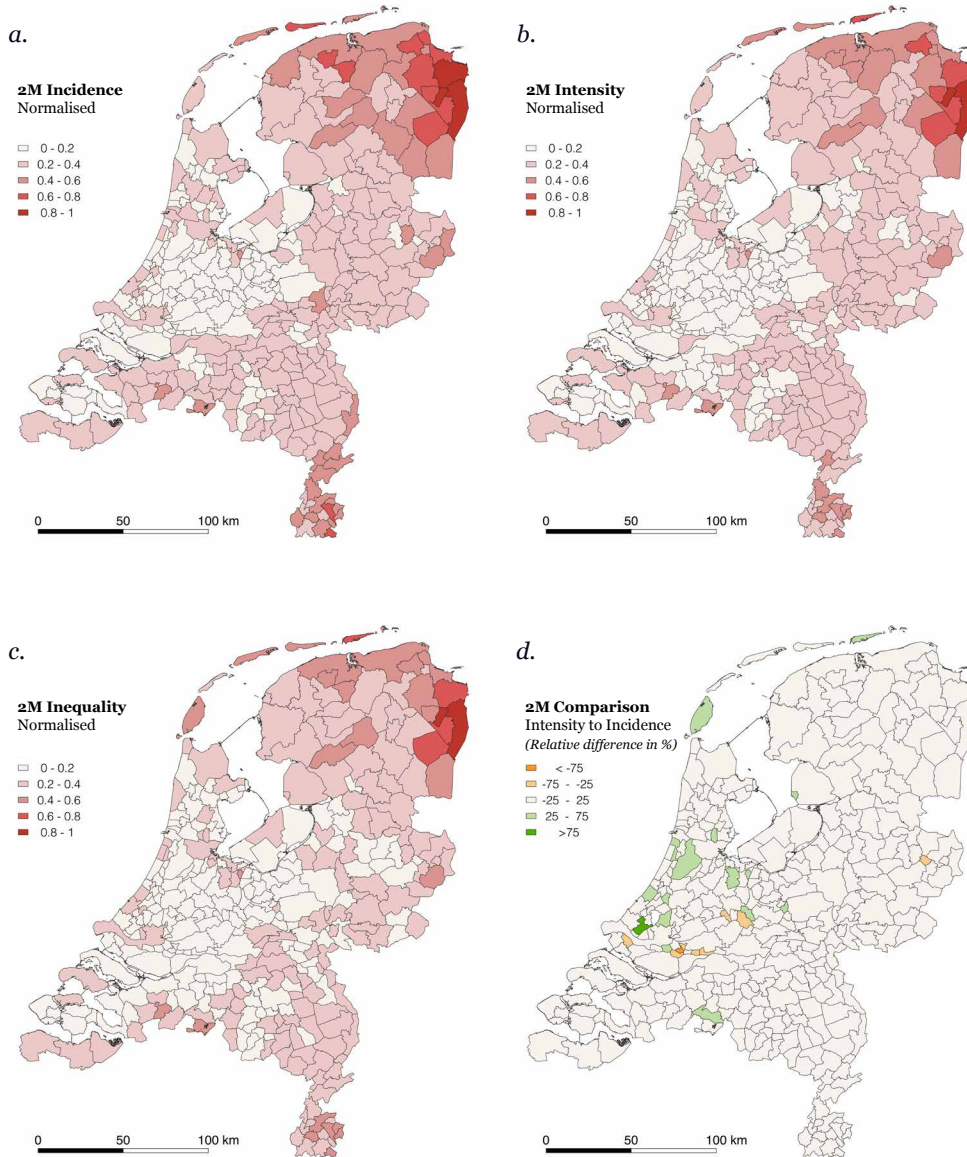 a.
2M Incidence
Normalised
0 - 0.2
0.2 - 0.4
0.4 - 0.6
0.6 - 0.8
0.8 - 1
0 50 100 km
b.
2M Intensity
Normalised
0 - 0.2
0.2 - 0.4
0.4 - 0.6
0.6 - 0.8
0.8 - 1
0 50 100 km
c.
2M Inequality
Normalised
0 - 0.2
0.2 - 0.4
0.4 - 0.6
0.6 - 0.8
0.8 - 1
0 50 100 km
d.
2M Comparison
Intensity to Incidence
(Relative difference in %)
< -75
-75 - -25
-25 - 25
25 - 75
>75
0 50 100 km